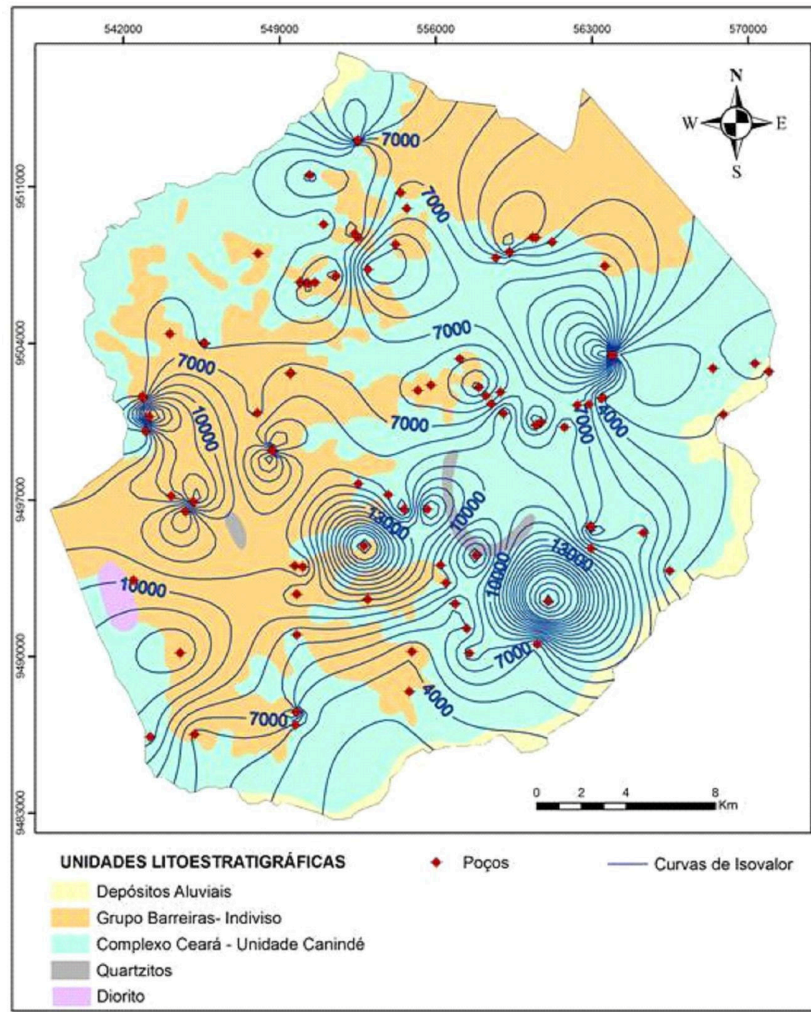 542000 549000 556000 563000 570000
N
W E
S
7000
9511000
7000
7000
9504000
7000
10000
7000
7000
4000
9497000
13000
10000
13000
10000
10000
9490000
7000
4000
7000
9483000
0 2 4 8
Km
UNIDADES LITOESTRATIGRÁFICAS
Poços
Curvas de Isovalor
Depósitos Aluviais
Grupo Barreiras- Indiviso
Complexo Ceará - Unidade Canindé
Quartzitos
Diorito